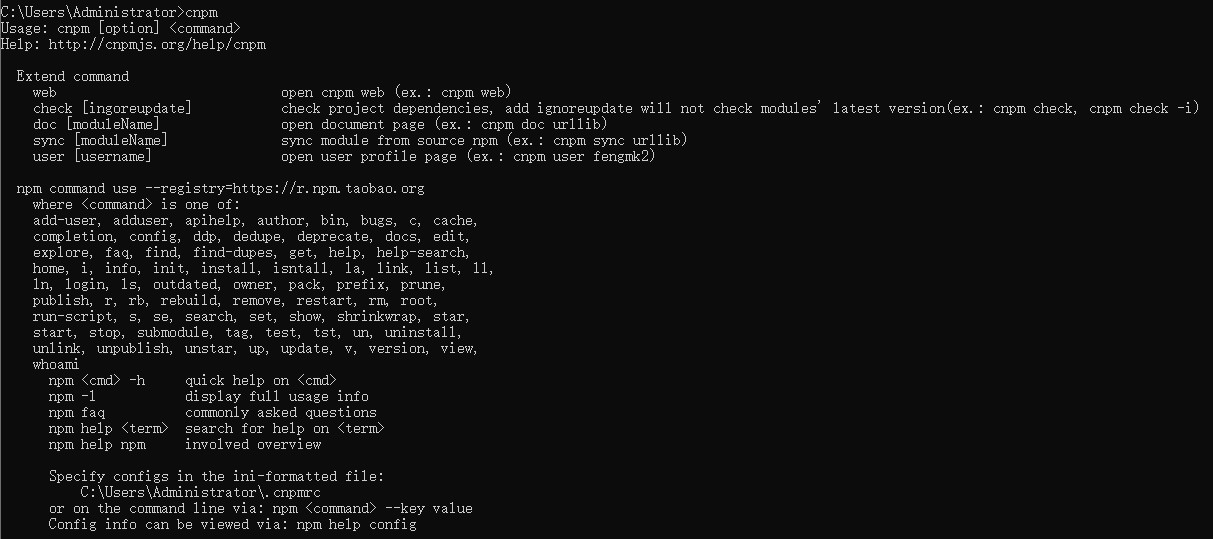 C:\Users\Administrator>cnpm
Usage: cnpm [option] <command>
Help: http://cnpmjs.org/help/cnpm
Extend command
web open cnpm web (ex.: cnpm web)
check [ingoreupdate] check project dependencies, add ignoreupdate will not check modules' latest version(ex.: cnpm check, cnpm check -i)
doc [moduleName] open document page (ex.: cnpm doc urllib)
sync [moduleName] sync module from source npm (ex.: cnpm sync urllib)
user [username] open user profile page (ex.: cnpm user fengmk2)
npm command use --registry=https://r.npm.taobao.org
where <command> is one of:
add-user, adduser, apihelp, author, bin, bugs, c, cache,
completion, config, ddp, dedupe, deprecate, docs, edit,
explore, faq, find, find-dupes, get, help, help-search,
home, i, info, init, install, isntall, la, link, list, ll,
ln, login, ls, outdated, owner, pack, prefix, prune,
publish, r, rb, rebuild, remove, restart, rm, root,
run-script, s, se, search, set, show, shrinkwrap, star,
start, stop, submodule, tag, test, tst, un, uninstall,
unlink, unpublish, unstar, up, update, v, version, view,
whoami
npm <cmd> -h quick help on <cmd>
npm -l display full usage info
npm faq commonly asked questions
npm help <term> search for help on <term>
npm help npm involved overview
Specify configs in the ini-formatted file:
C:\Users\Administrator\.cnpmrc
or on the command line via: npm <command> --key value
Config info can be viewed via: npm help config